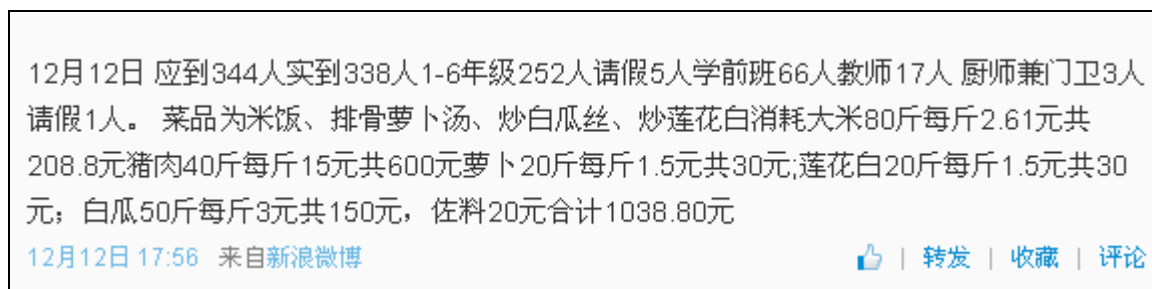 12月12日 应到344人实到338人1-6年级252人请假5人学前班66人教师17人 厨师兼门卫3人
请假1人。 菜品为米饭、排骨萝卜汤、炒白瓜丝、炒莲花白消耗大米80斤每斤2.61元共
208.8元猪肉40斤每斤15元共600元萝卜20斤每斤1.5元共30元;莲花白20斤每斤1.5元共30
元；白瓜50斤每斤3元共150元，佐料20元合计1038.80元
12月12日 17:56 来自新浪微博 | 转发 | 收藏 | 评论